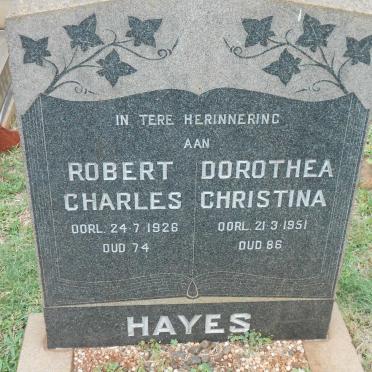 IN TERE HERINNERING
AAN
ROBERT DOROTHEA
CHARLES CHRISTINA
OORL. 24·7·1926 OORL. 21·3·1951
OUD 74 OUD 86
HAYES